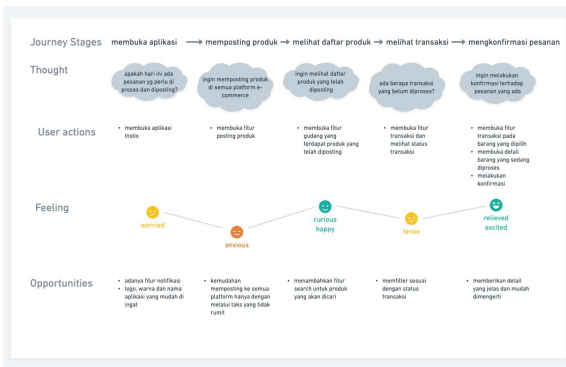 Journey Stages
membuka aplikasi → memposting produk → melihat daftar produk → melihat transaksi → mengkonfirmasi pesanan
Thought
apakah hari ini ada
pesanan yg perlu di
proses dan diposting?
ingin memposting produk
di semua platform e-
commerce
ingin melihat daftar
produk yang telah
diposting
ada berapa transaksi
yang belum diproses?
ingin melakukan
konfirmasi terhadap
pesanan yang ada
User actions
• membuka aplikasi
Instix
• membuka fitur
posting produk
• membuka fitur
gudang yang
terdapat produk yang
telah diposting
• membuka fitur
transaksi dan
melihat status
transaksi
• membuka fitur
transaksi pada
barang yang dipilih
• membuka detail
barang yang sedang
diproses
• melakukan
konfirmasi
Feeling
worried
anxious
curious
happy
tense
relieved
excited
Opportunities
• adanya fitur notifikasi
• logo, warna dan nama
aplikasi yang mudah di
ingat
• kemudahan
memposting ke semua
platform hanya dengan
melalui taks yang tidak
rumit
• menambahkan fitur
search untuk produk
yang akan dicari
• memfilter sesuai
dengan status
transaksi
• memberikan detail
yang jelas dan mudah
dimengerti